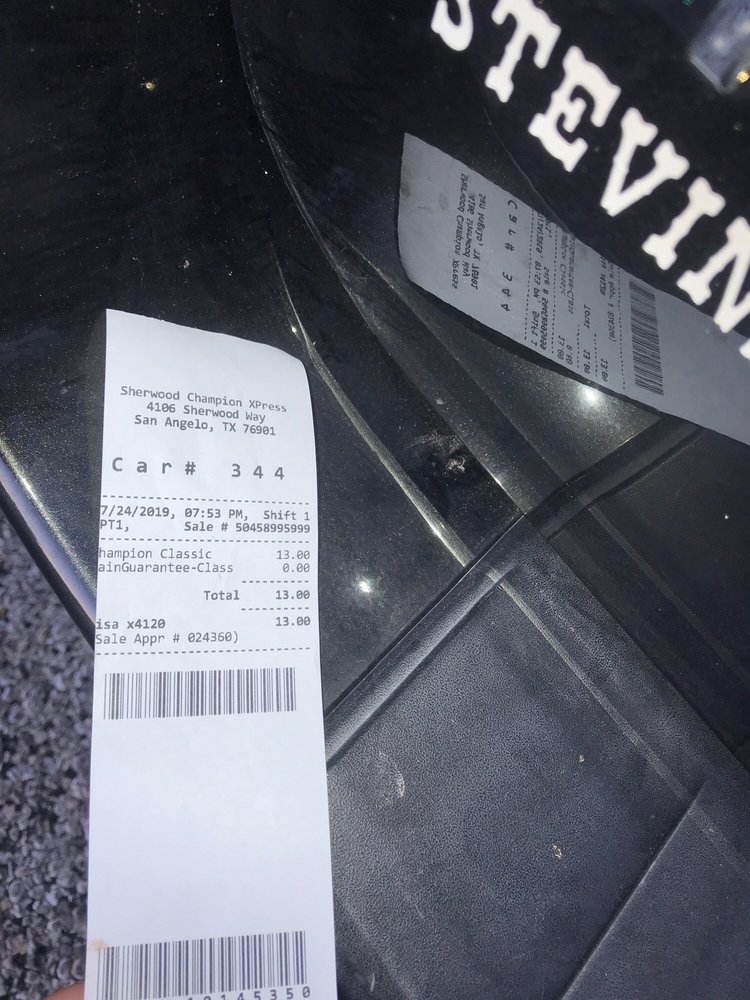 STEVIN
Sherwood Champion XPress
4106 Sherwood Way
San Angelo, TX 76901
Car# 344
7/24/2019, 07:53 PM, Shift 1
PT1, Sale # 50458995999
hampion Classic 13.00
ainGuarantee-Class 0.00
Total 13.00
isa x4120 13.00
Sale Appr # 024360)
10145350